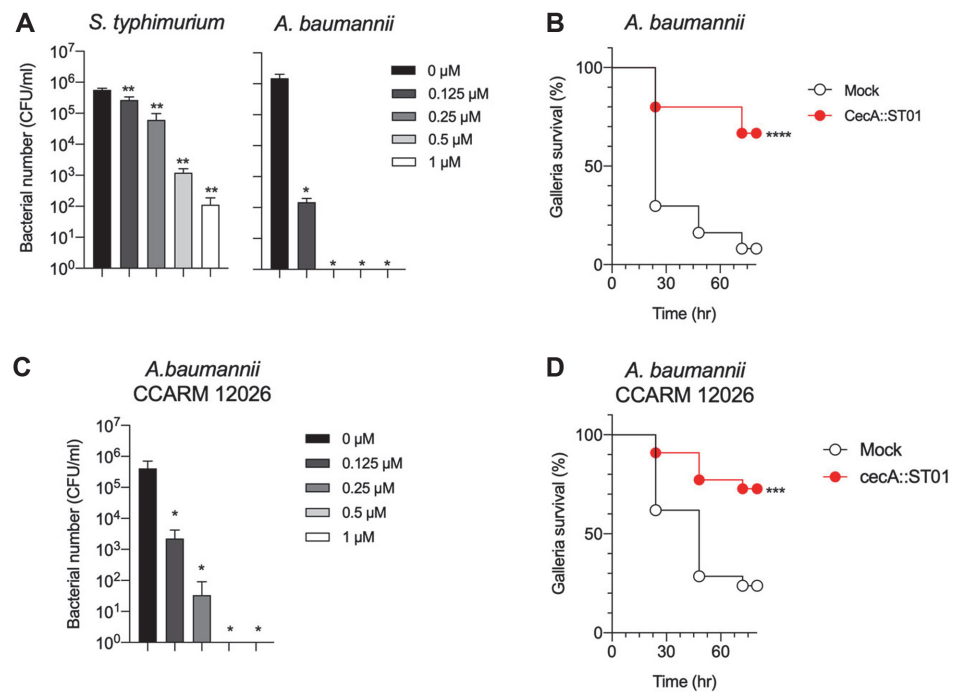 A
S. typhimurium
A. baumannii
Bacterial number (CFU/ml)
10^7
10^6
10^5
10^4
10^3
10^2
10^1
10^0
** ** ** **
* * * *
0 µM
0.125 µM
0.25 µM
0.5 µM
1 µM
B
A. baumannii
Galleria survival (%)
100
50
0
0 30 60
Time (hr)
Mock
CecA::ST01
****
C
A.baumannii
CCARM 12026
Bacterial number (CFU/ml)
10^7
10^6
10^5
10^4
10^3
10^2
10^1
10^0
* * * *
0 µM
0.125 µM
0.25 µM
0.5 µM
1 µM
D
A. baumannii
CCARM 12026
Galleria survival (%)
100
50
0
0 30 60
Time (hr)
Mock
cecA::ST01
***